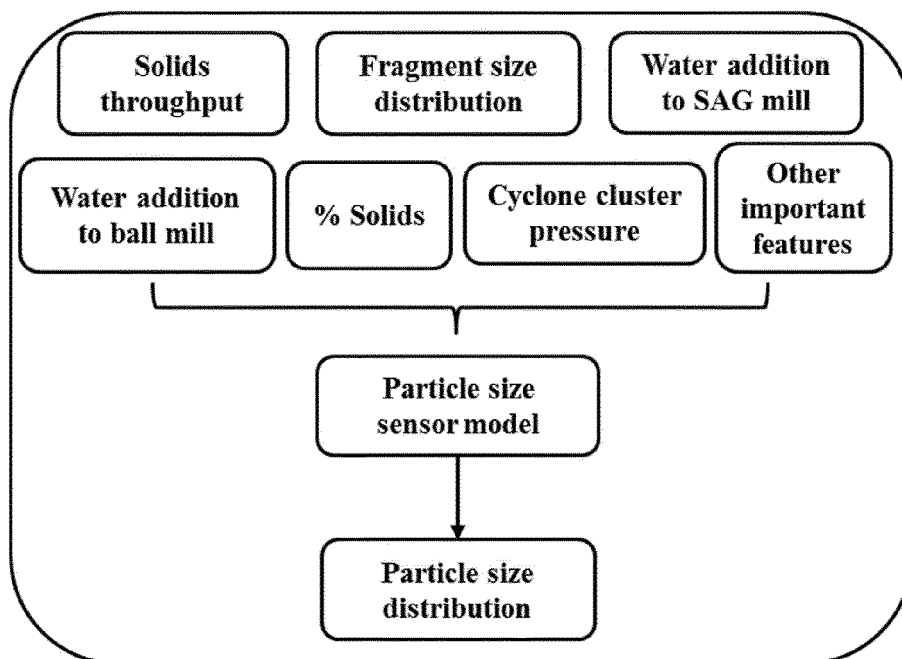 Solids
throughput
Fragment size
distribution
Water addition
to SAG mill
Water addition
to ball mill
% Solids
Cyclone cluster
pressure
Other
important
features
Particle size
sensor model
Particle size
distribution